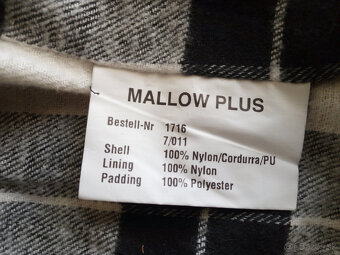 MALLOW PLUS
Bestell-Nr 1716
7/011
Shell 100% Nylon/Cordurra/PU
Lining 100% Nylon
Padding 100% Polyester